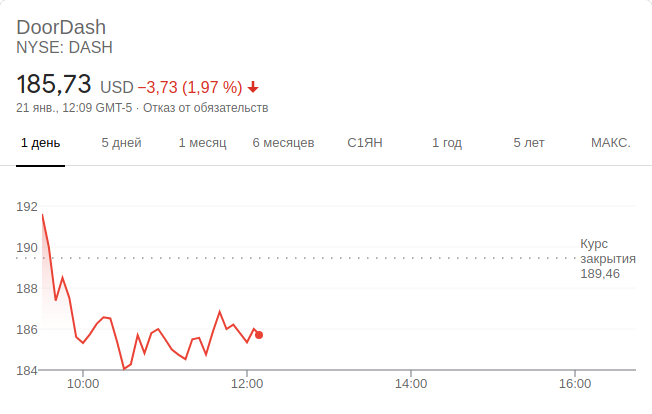 DoorDash
NYSE: DASH
185,73 USD −3,73 (1,97 %)
21 янв., 12:09 GMT-5 · Отказ от обязательств
1 день 5 дней 1 месяц 6 месяцев С1ЯН 1 год 5 лет МАКС.
192
190
188
186
184
Курс
закрытия
189,46
10:00 12:00 14:00 16:00